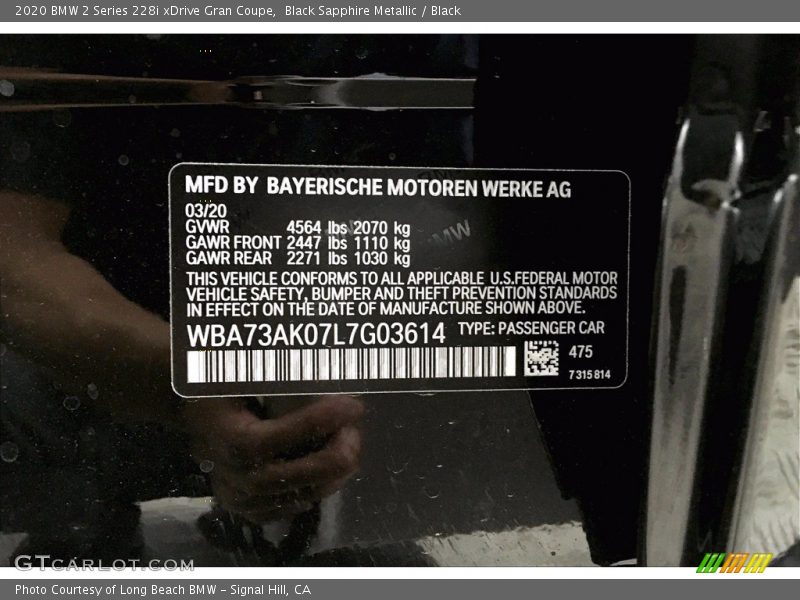 2020 BMW 2 Series 228i xDrive Gran Coupe,  Black Sapphire Metallic / Black
MFD BY BAYERISCHE MOTOREN WERKE AG
03/20
GVWR 4564 lbs 2070 kg
GAWR FRONT 2447 lbs 1110 kg
GAWR REAR 2271 lbs 1030 kg
BMW
THIS VEHICLE CONFORMS TO ALL APPLICABLE U.S.FEDERAL MOTOR
VEHICLE SAFETY, BUMPER AND THEFT PREVENTION STANDARDS
IN EFFECT ON THE DATE OF MANUFACTURE SHOWN ABOVE.
WBA73AK07L7G03614 TYPE: PASSENGER CAR
475
7 315 814
GTCARLOT.COM
Photo Courtesy of Long Beach BMW - Signal Hill, CA